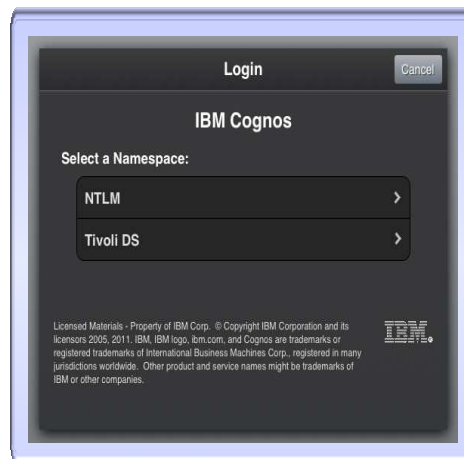 Login
Cancel
IBM Cognos
Select a Namespace:
NTLM
Tivoli DS
Licensed Materials - Property of IBM Corp. © Copyright IBM Corporation and its
licensors 2005, 2011. IBM, IBM logo, ibm.com, and Cognos are trademarks or
registered trademarks of International Business Machines Corp., registered in many
jurisdictions worldwide. Other product and service names might be trademarks of
IBM or other companies.
IBM.